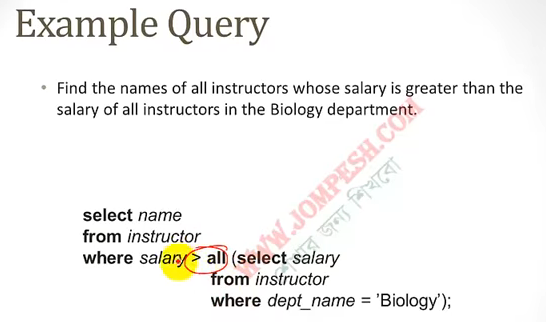 Example Query
• Find the names of all instructors whose salary is greater than the
salary of all instructors in the Biology department.
WWW.JOMPESH.COM
শেখার জন্য শিখবো
select name
from instructor
where salary > all (select salary
from instructor
where dept_name = 'Biology');